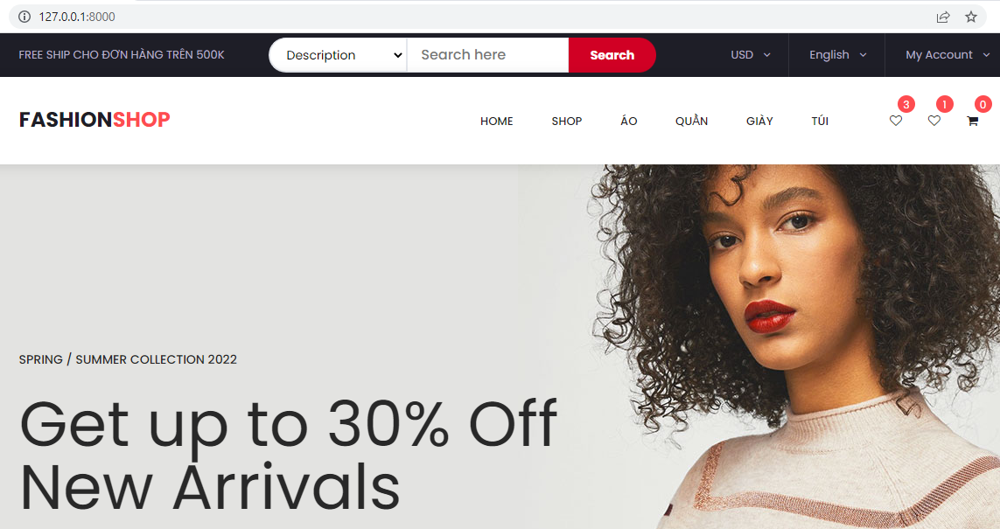 127.0.0.1:8000
FREE SHIP CHO ĐƠN HÀNG TRÊN 500K
Description
Search here
Search
USD
English
My Account
FASHIONSHOP
HOME
SHOP
ÁO
QUẦN
GIÀY
TÚI
3
1
0
SPRING / SUMMER COLLECTION 2022
Get up to 30% Off
New Arrivals